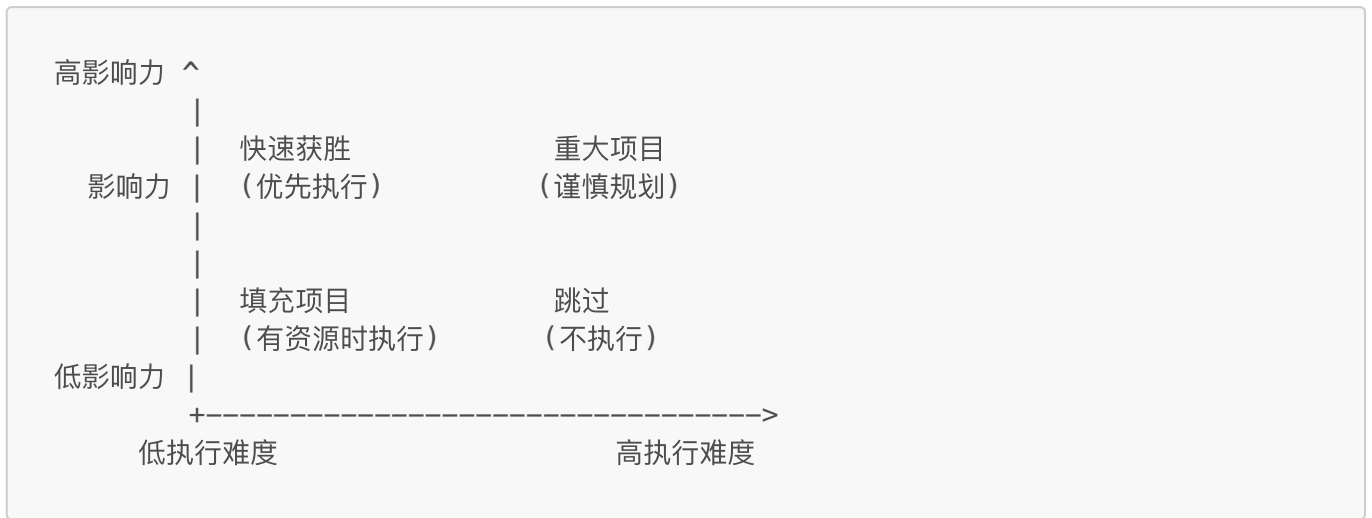 高影响力 ^
|
| 快速获胜 重大项目
影响力 | (优先执行) (谨慎规划)
|
|
| 填充项目 跳过
| (有资源时执行) (不执行)
低影响力 |
+--------------------------------->
低执行难度 高执行难度